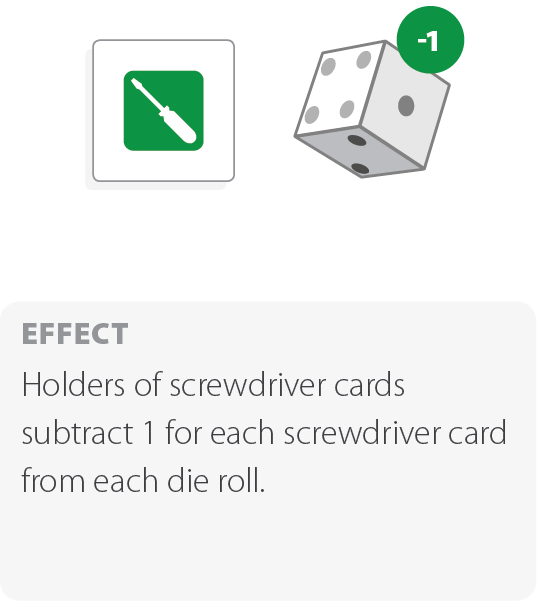 -1
EFFECT
Holders of screwdriver cards
subtract 1 for each screwdriver card
from each die roll.